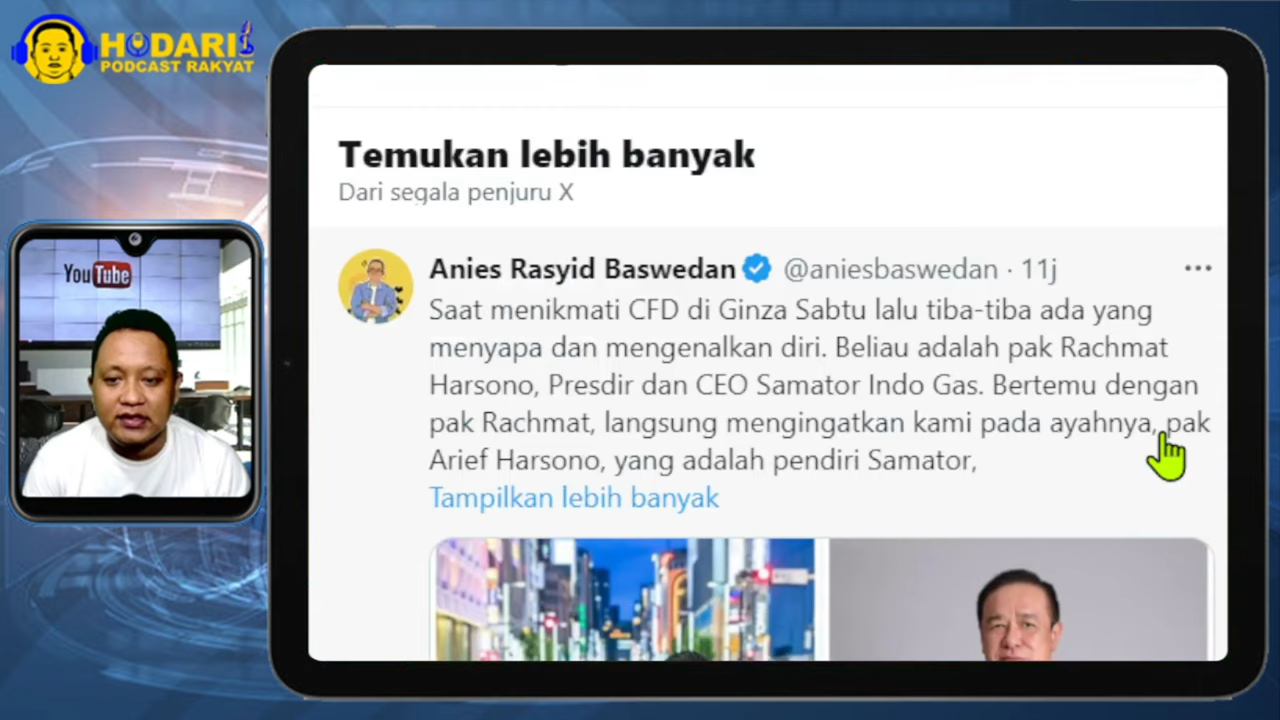 HODARI
PODCAST RAKYAT
YouTube
Temukan lebih banyak
Dari segala penjuru X
Anies Rasyid Baswedan @aniesbaswedan · 11j
Saat menikmati CFD di Ginza Sabtu lalu tiba-tiba ada yang
menyapa dan mengenalkan diri. Beliau adalah pak Rachmat
Harsono, Presdir dan CEO Samator Indo Gas. Bertemu dengan
pak Rachmat, langsung mengingatkan kami pada ayahnya, pak
Arief Harsono, yang adalah pendiri Samator,
Tampilkan lebih banyak